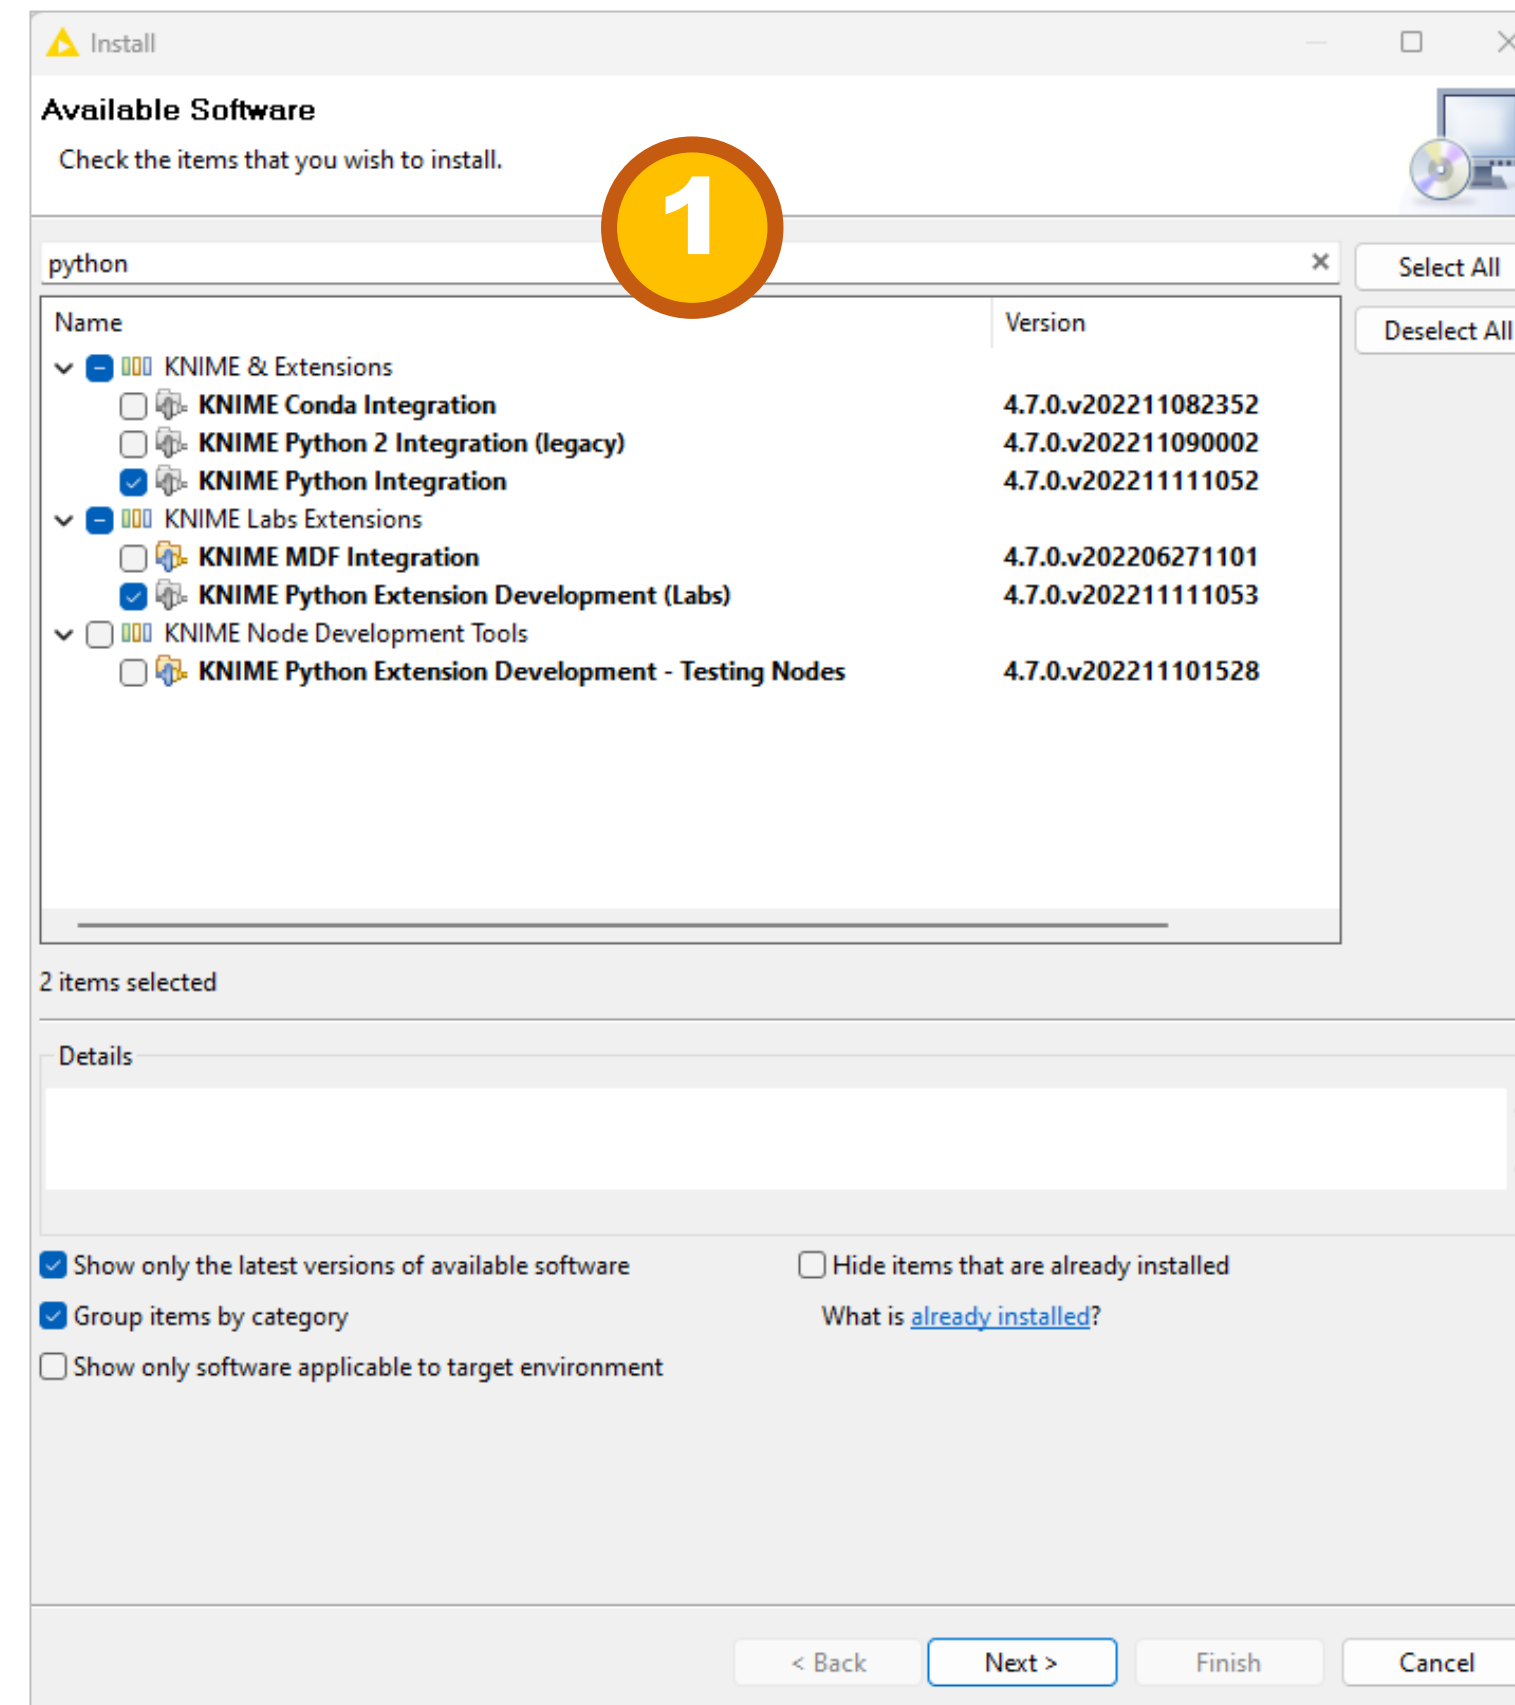 Install
Available Software
Check the items that you wish to install.
1
python
Select All
Name Version
Deselect All
KNIME & Extensions
KNIME Conda Integration 4.7.0.v202211082352
KNIME Python 2 Integration (legacy) 4.7.0.v202211090002
KNIME Python Integration 4.7.0.v202211111052
KNIME Labs Extensions
KNIME MDF Integration 4.7.0.v202206271101
KNIME Python Extension Development (Labs) 4.7.0.v202211111053
KNIME Node Development Tools
KNIME Python Extension Development - Testing Nodes 4.7.0.v202211101528
2 items selected
Details
Show only the latest versions of available software Hide items that are already installed
Group items by category What is already installed?
Show only software applicable to target environment
< Back Next > Finish Cancel